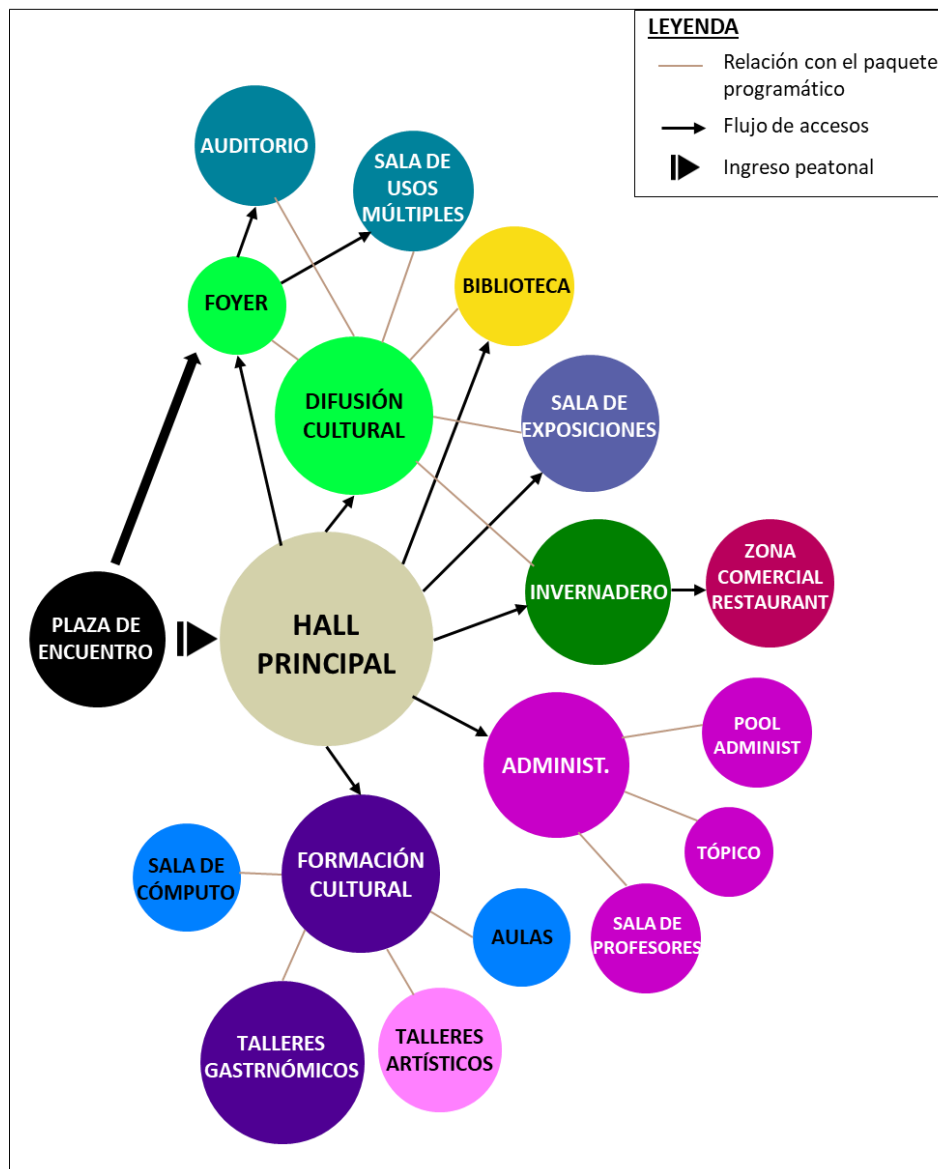 LEYENDA
Relación con el paquete
programático
Flujo de accesos
Ingreso peatonal
AUDITORIO
SALA DE
USOS
MÚLTIPLES
BIBLIOTECA
FOYER
DIFUSIÓN
CULTURAL
SALA DE
EXPOSICIONES
INVERNADERO
ZONA
COMERCIAL
RESTAURANT
PLAZA DE
ENCUENTRO
HALL
PRINCIPAL
POOL
ADMINIST
ADMINIST.
TÓPICO
SALA DE
PROFESORES
FORMACIÓN
CULTURAL
SALA DE
CÓMPUTO
AULAS
TALLERES
GASTRNÓMICOS
TALLERES
ARTÍSTICOS